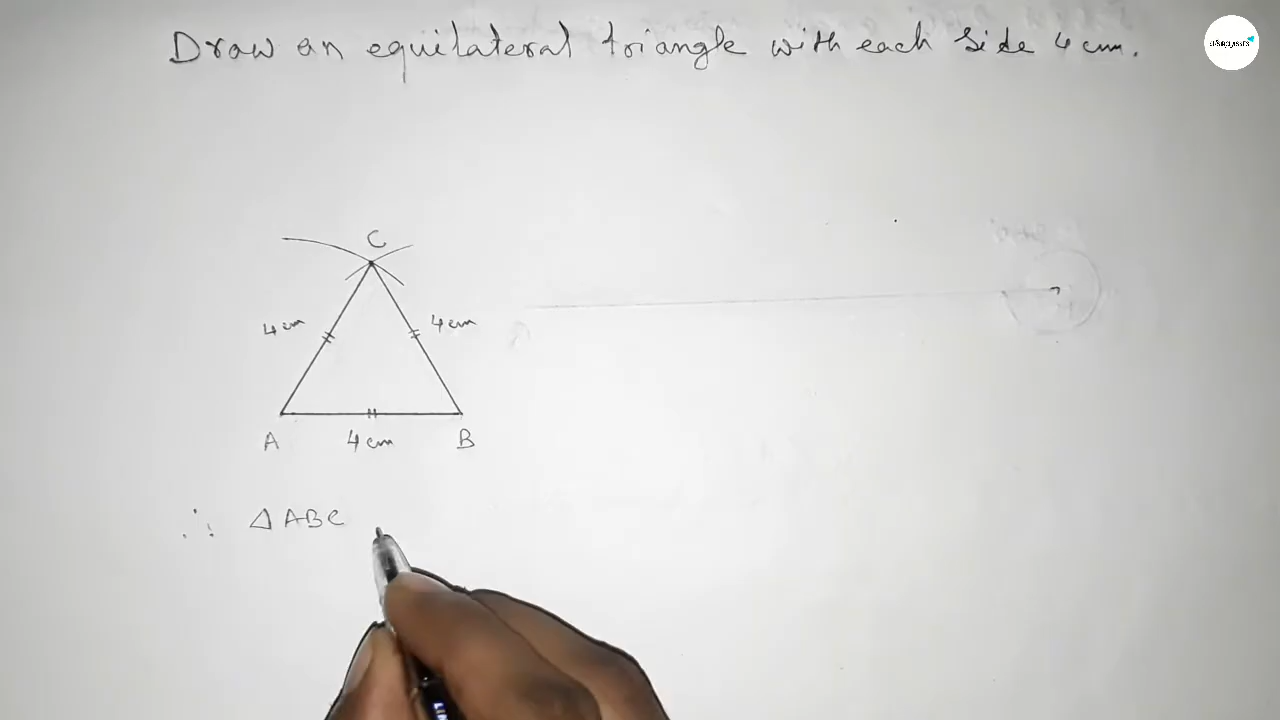 Draw an equilateral triangle with each side 4 cm.
C
4 cm 4 cm
A 4 cm B
∴ △ABC